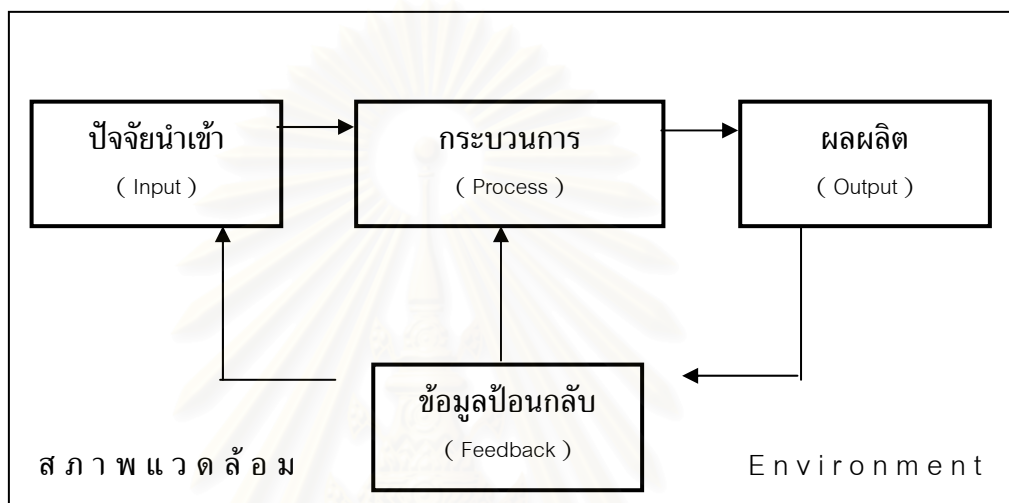 ปัจจัยนำเข้า
( Input )
กระบวนการ
( Process )
ผลผลิต
( Output )
ข้อมูลป้อนกลับ
( Feedback )
ส ภ า พ แ ว ด ล้ อ ม
E n v i r o n m e n t